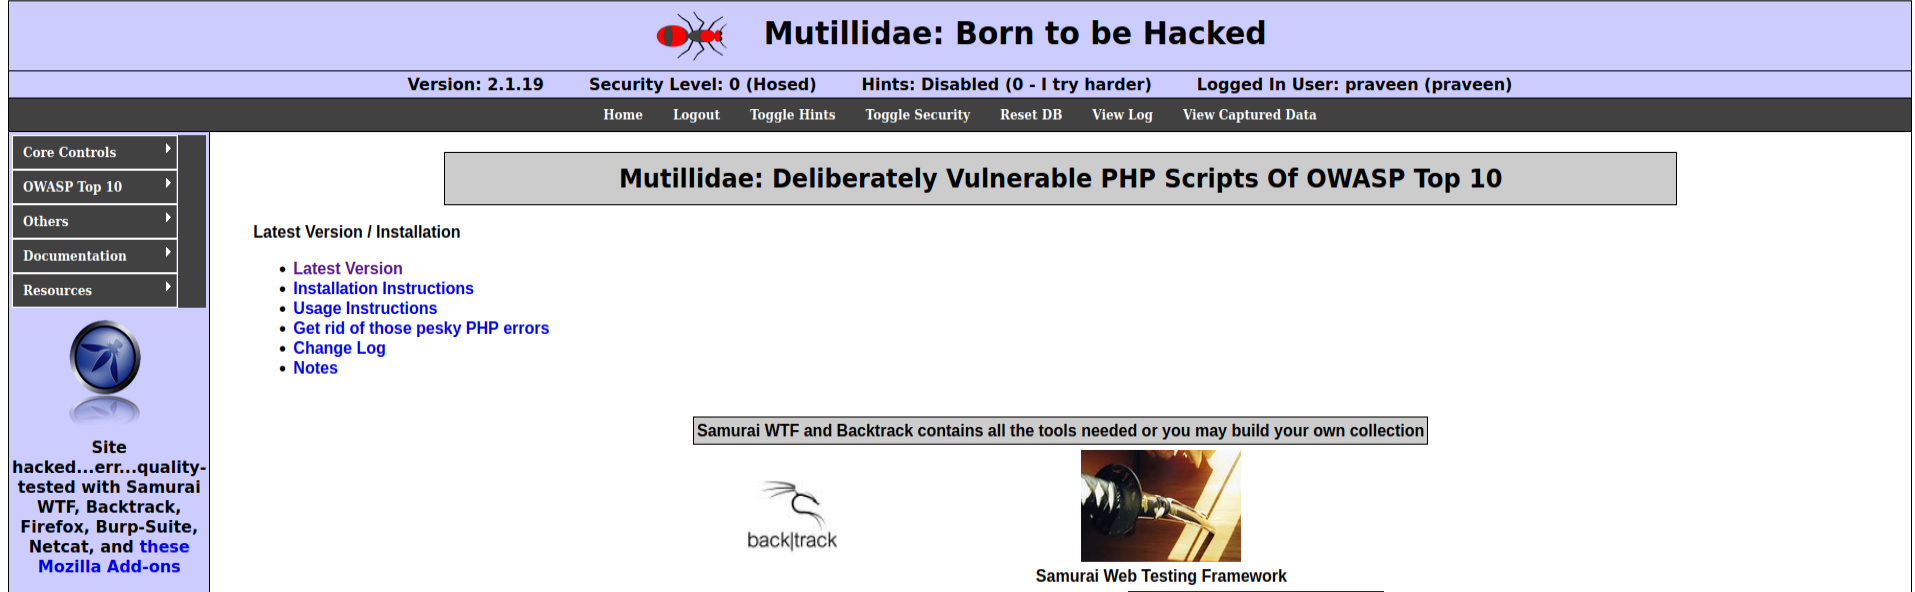 Mutillidae: Born to be Hacked
Version: 2.1.19 Security Level: 0 (Hosed) Hints: Disabled (0 - I try harder) Logged In User: praveen (praveen)
Home Logout Toggle Hints Toggle Security Reset DB View Log View Captured Data
Core Controls
OWASP Top 10
Others
Documentation
Resources
Site
hacked...err...quality-
tested with Samurai
WTF, Backtrack,
Firefox, Burp-Suite,
Netcat, and these
Mozilla Add-ons
Mutillidae: Deliberately Vulnerable PHP Scripts Of OWASP Top 10
Latest Version / Installation
Latest Version
Installation Instructions
Usage Instructions
Get rid of those pesky PHP errors
Change Log
Notes
Samurai WTF and Backtrack contains all the tools needed or you may build your own collection
back|track
Samurai Web Testing Framework